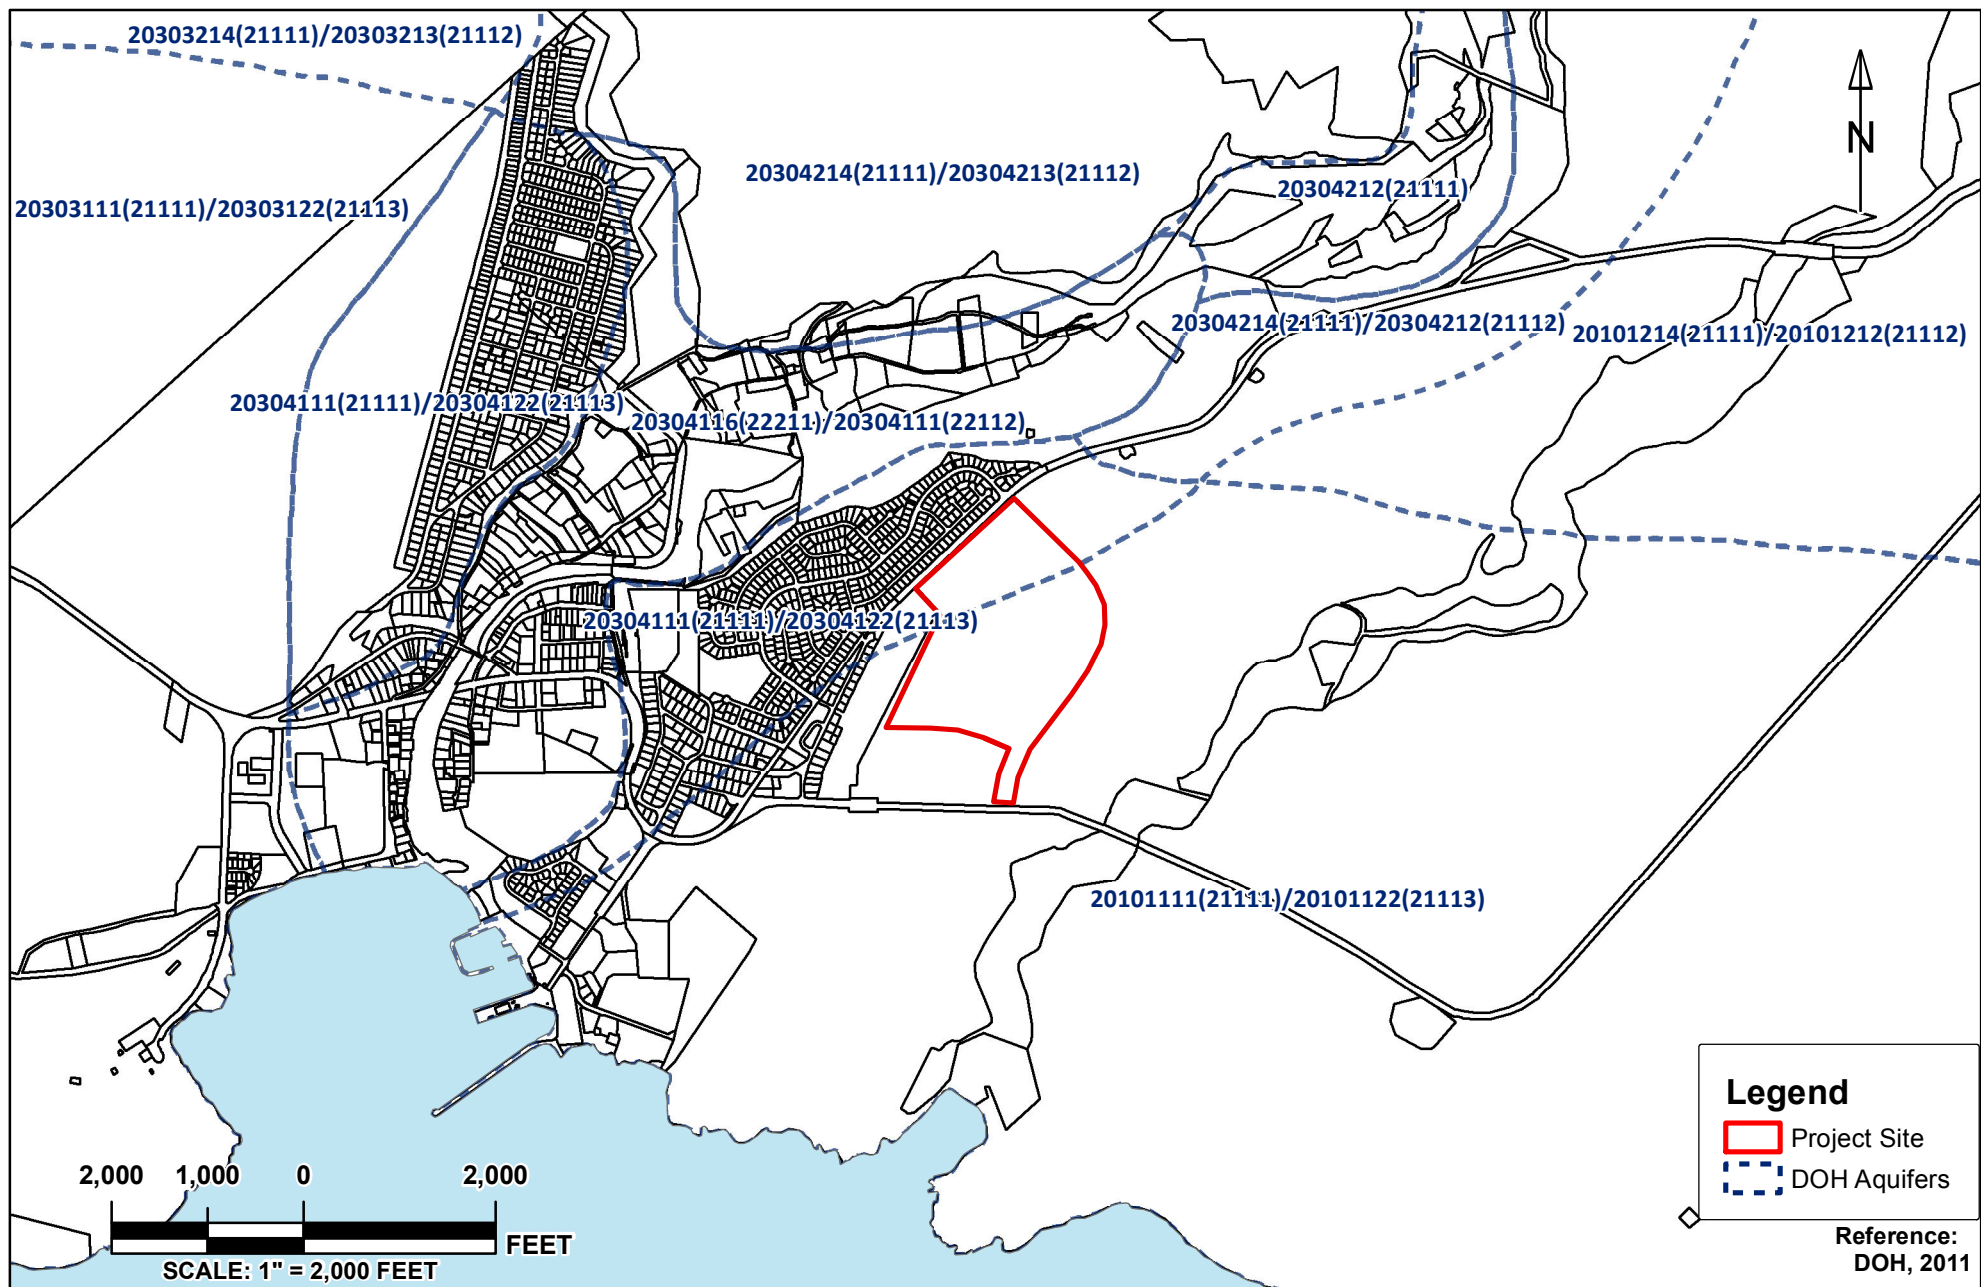 20303214(21111)/20303213(21112)
N
20304214(21111)/20304213(21112)
20304212(21111)
20303111(21111)/20303122(21113)
20304214(21111)/20304212(21112)
20101214(21111)/20101212(21112)
20304111(21111)/20304122(21113)
20304116(22211)/20304111(22112)
20304111(21111)/20304122(21113)
20101111(21111)/20101122(21113)
Legend
Project Site
DOH Aquifers
2,000 1,000 0 2,000
FEET
SCALE: 1" = 2,000 FEET
Reference:
DOH, 2011